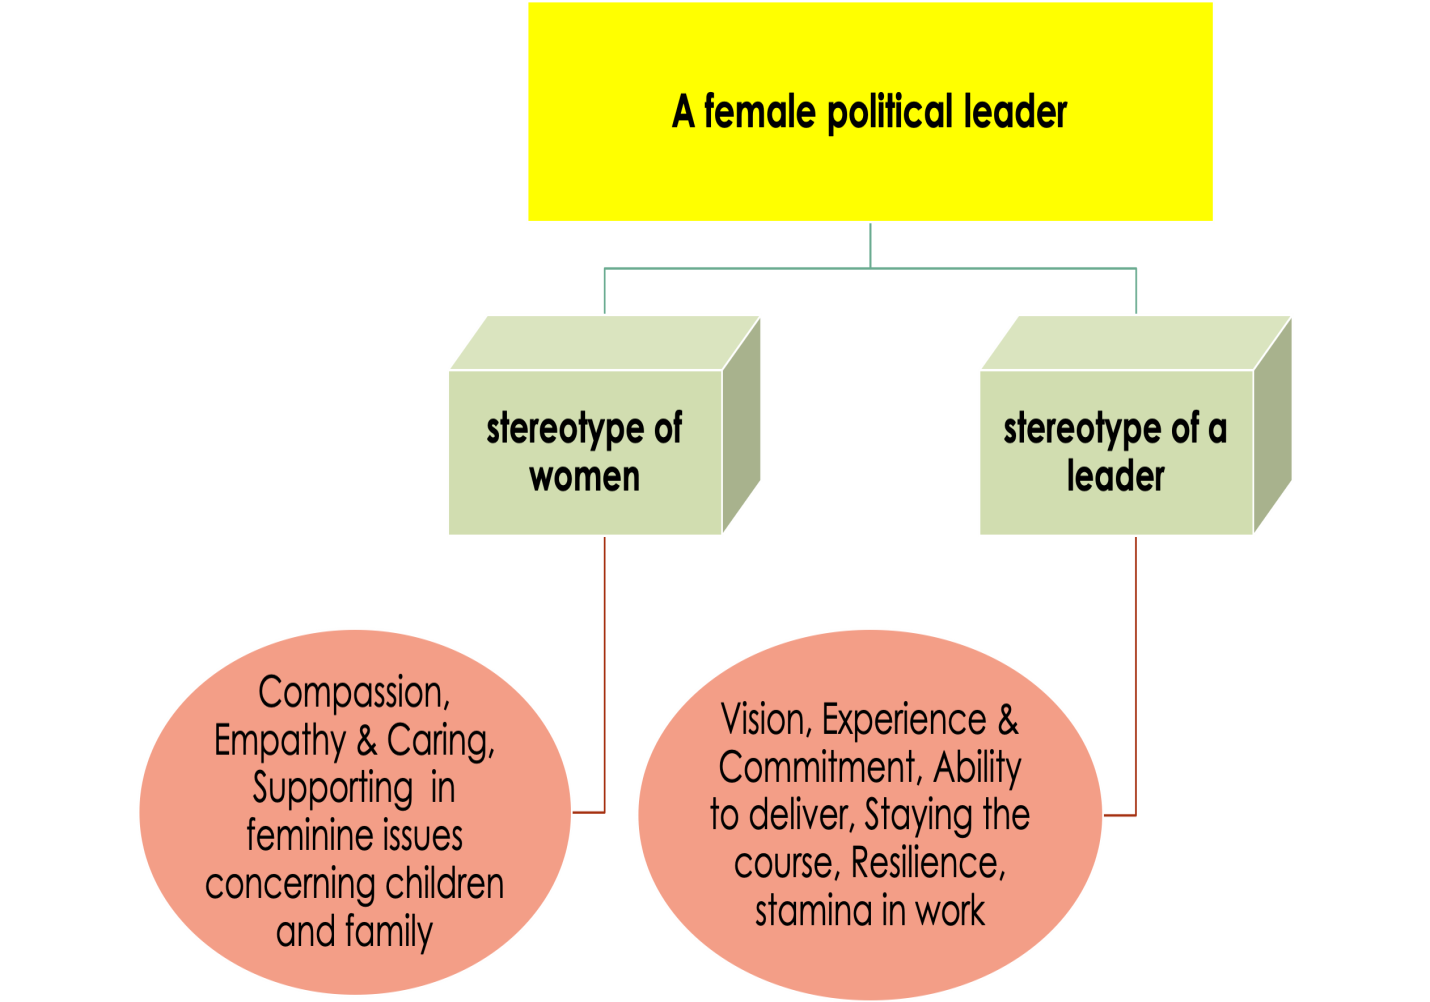 A female political leader
stereotype of
women
stereotype of a
leader
Compassion,
Empathy & Caring,
Supporting in
feminine issues
concerning children
and family
Vision, Experience &
Commitment, Ability
to deliver, Staying the
course, Resilience,
stamina in work